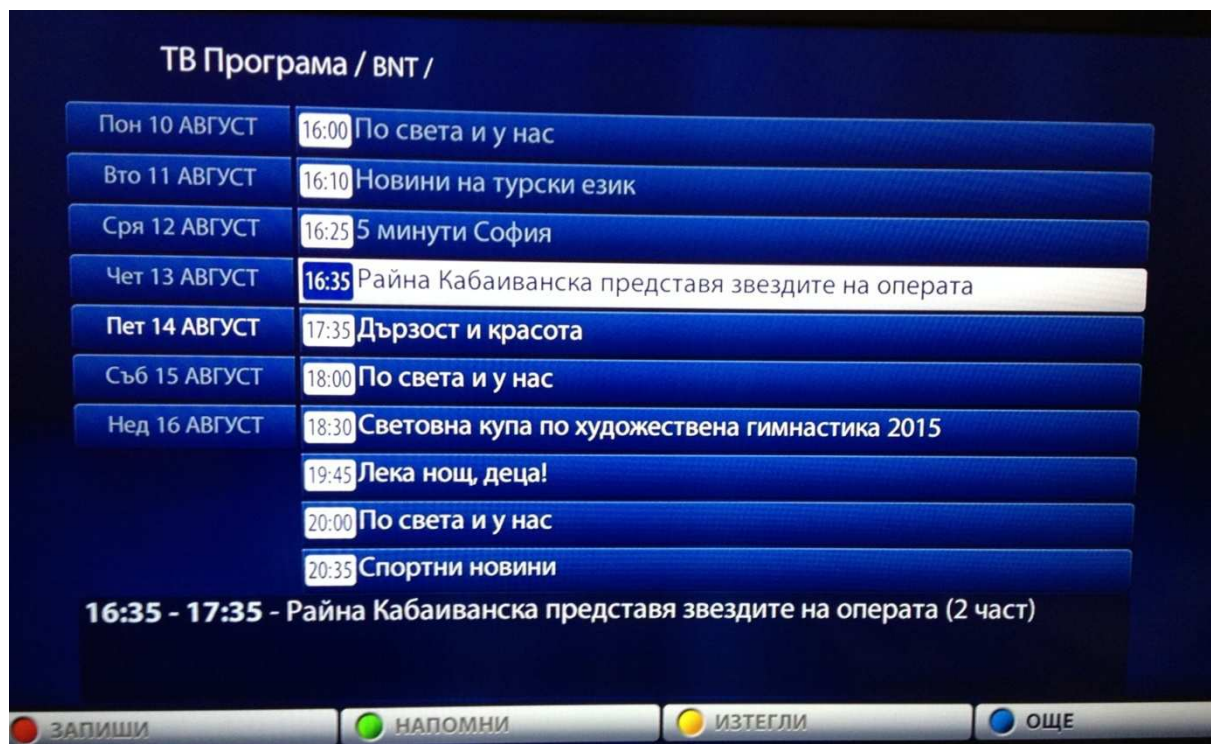 ТВ Програма / BNT /
Пон 10 АВГУСТ 16:00 По света и у нас
Вто 11 АВГУСТ 16:10 Новини на турски език
Сря 12 АВГУСТ 16:25 5 минути София
Чет 13 АВГУСТ 16:35 Райна Кабаиванска представя звездите на операта
Пет 14 АВГУСТ 17:35 Дързост и красота
Съб 15 АВГУСТ 18:00 По света и у нас
Нед 16 АВГУСТ 18:30 Световна купа по художествена гимнастика 2015
19:45 Лека нощ, деца!
20:00 По света и у нас
20:35 Спортни новини
16:35 - 17:35 - Райна Кабаиванска представя звездите на операта (2 част)
ЗАПИШИ НАПОМНИ ИЗТЕГЛИ ОЩЕ